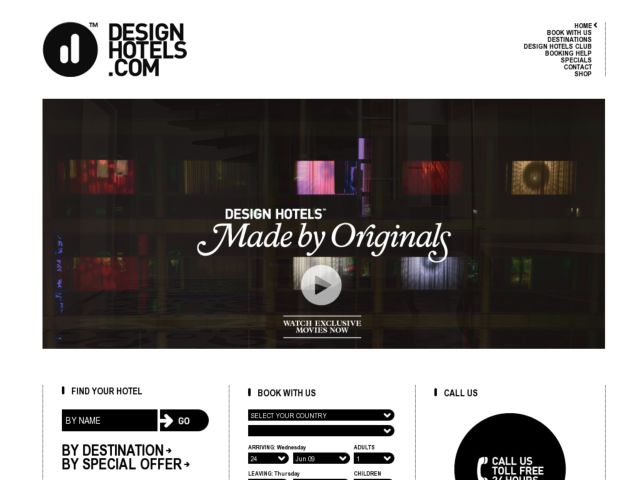 DESIGN
HOTELS
.COM
TM
HOME
BOOK WITH US
DESTINATIONS
DESIGN HOTELS CLUB
BOOKING HELP
SPECIALS
CONTACT
SHOP
DESIGN HOTELS™
Made by Originals
WATCH EXCLUSIVE
MOVIES NOW
FIND YOUR HOTEL
BY NAME
GO
BY DESTINATION
BY SPECIAL OFFER
BOOK WITH US
SELECT YOUR COUNTRY
ARRIVING: Wednesday ADULTS
24 Jun 09 1
LEAVING: Thursday CHILDREN
CALL US
CALL US
TOLL FREE
24 HOURS